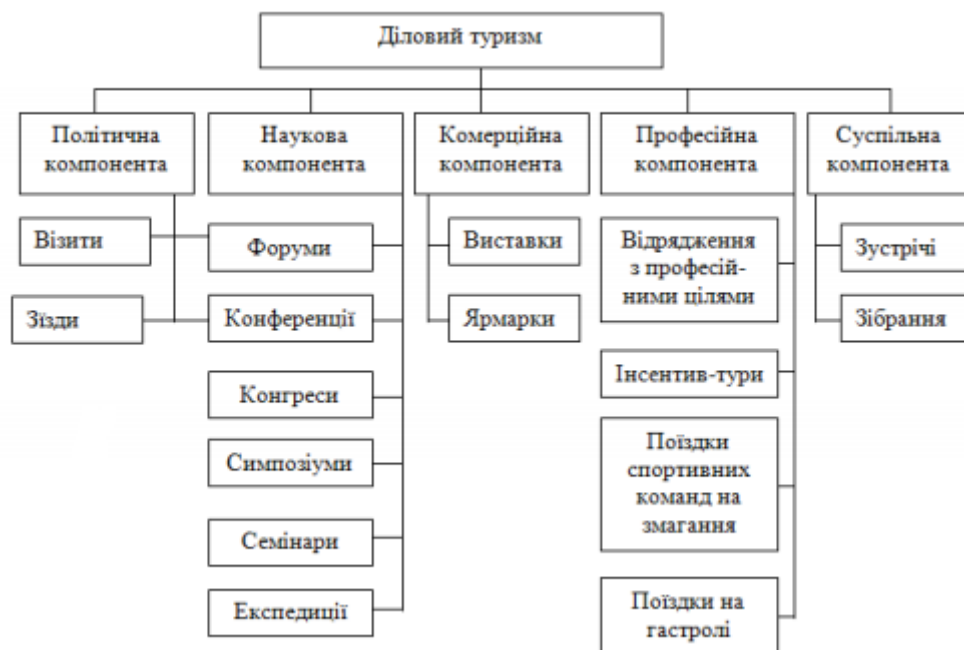 Діловий туризм
Політична
компонента
Наукова
компонента
Комерційна
компонента
Професійна
компонента
Суспільна
компонента
Візити
Зїзди
Форуми
Конференції
Конгреси
Симпозіуми
Семінари
Експедиції
Виставки
Ярмарки
Відрядження
з професій-
ними цілями
Інсентив-тури
Поїздки
спортивних
команд на
змагання
Поїздки на
гастролі
Зустрічі
Зібрання